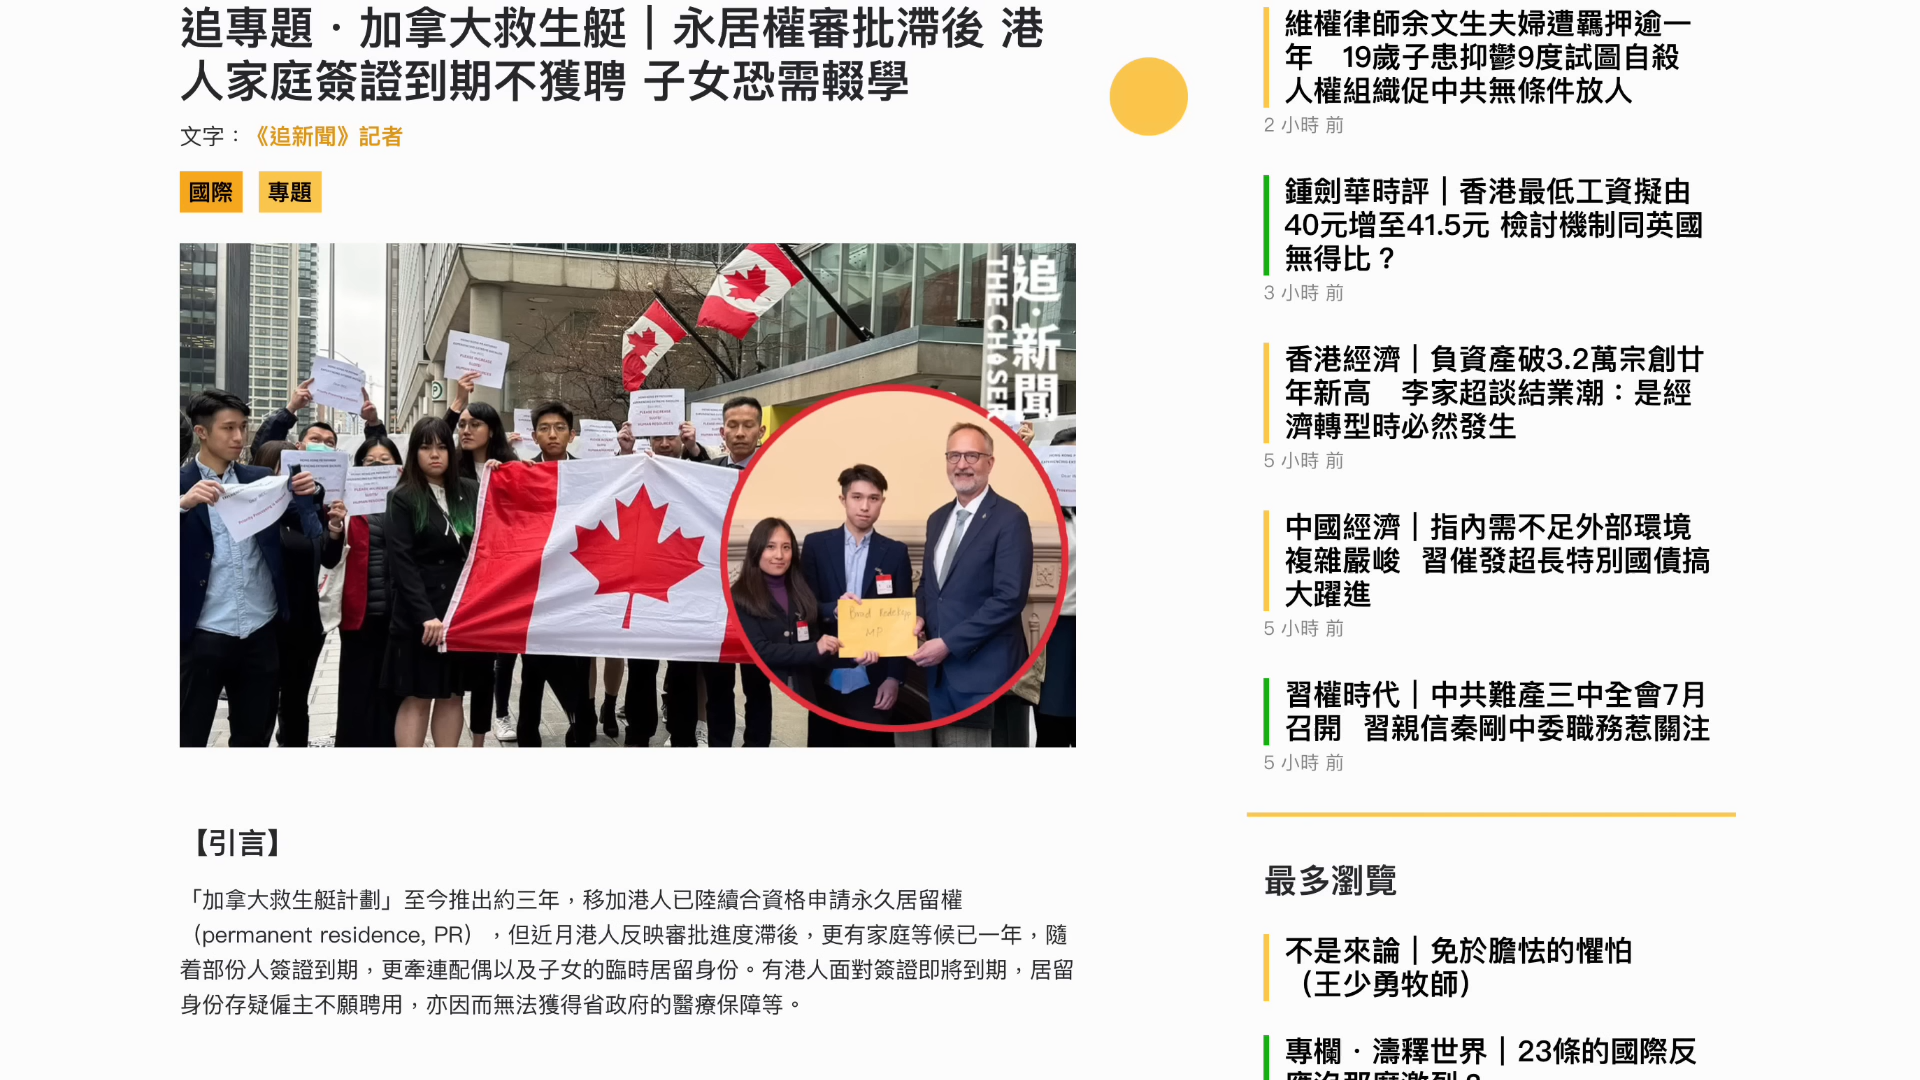 追專題．加拿大救生艇｜永居權審批滯後 港
人家庭簽證到期不獲聘 子女恐需輟學
文字：《追新聞》記者
國際 專題
追．新聞
THE CHASER
MP
【引言】
「加拿大救生艇計劃」至今推出約三年，移加港人已陸續合資格申請永久居留權
（permanent residence, PR），但近月港人反映審批進度滯後，更有家庭等候已一年，隨
着部份人簽證到期，更牽連配偶以及子女的臨時居留身份。有港人面對簽證即將到期，居留
身份存疑僱主不願聘用，亦因而無法獲得省政府的醫療保障等。
維權律師余文生夫婦遭羈押逾一
年　19歲子患抑鬱9度試圖自殺
人權組織促中共無條件放人
2 小時 前
鍾劍華時評｜香港最低工資擬由
40元增至41.5元 檢討機制同英國
無得比？
3 小時 前
香港經濟｜負資產破3.2萬宗創廿
年新高　李家超談結業潮：是經
濟轉型時必然發生
5 小時 前
中國經濟｜指內需不足外部環境
複雜嚴峻 習催發超長特別國債搞
大躍進
5 小時 前
習權時代｜中共難產三中全會7月
召開 習親信秦剛中委職務惹關注
5 小時 前
最多瀏覽
不是來論｜免於膽怯的懼怕
（王少勇牧師）
專欄．濤釋世界｜23條的國際反